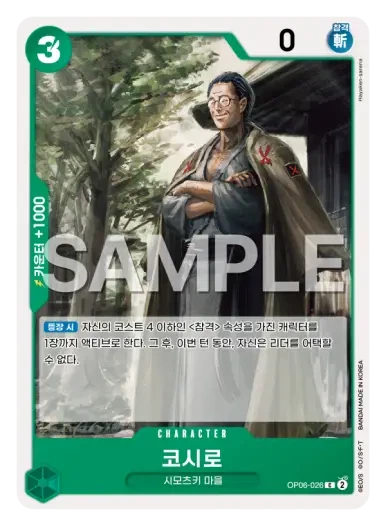 3
0
참격
斬
Hayaken-sarena
카운터 +1000
SAMPLE
등장 시 자신의 코스트 4 이하인 <참격> 속성을 가진 캐릭터를
1장까지 액티브로 한다. 그 후, 이번 턴 동안, 자신은 리더를 어택할
수 없다.
CHARACTER
코시로
시모츠키 마을
OP06-026 C 2
©E.O/S. ©O/S·F·T BANDAI MADE IN KOREA